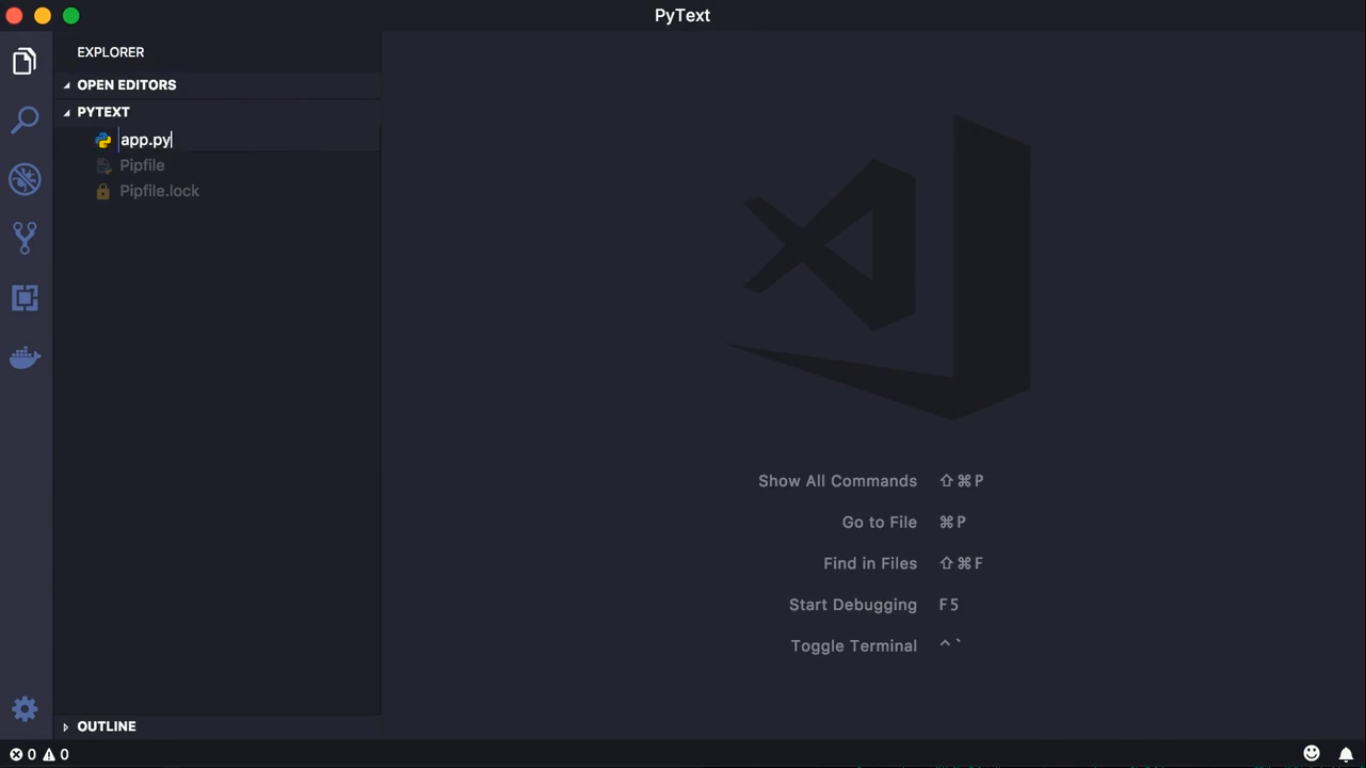 PyText
EXPLORER
OPEN EDITORS
PYTEXT
app.py
Pipfile
Pipfile.lock
Show All Commands ⇧⌘P
Go to File ⌘P
Find in Files ⇧⌘F
Start Debugging F5
Toggle Terminal ^`
OUTLINE
0 0